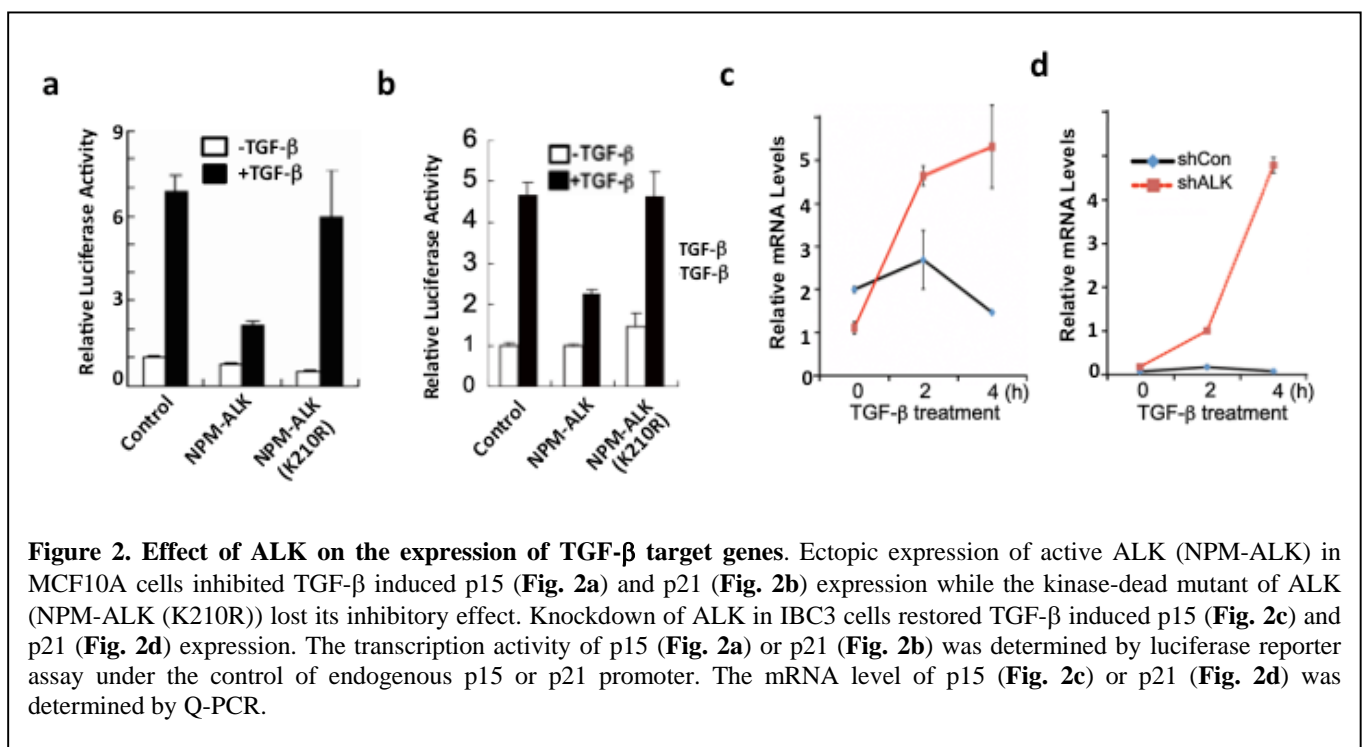 a
b
c
d
Relative Luciferase Activity
9
6
3
0
-TGF-β
+TGF-β
Control
NPM-ALK
NPM-ALK
(K210R)
Relative Luciferase Activity
6
5
4
3
2
1
0
-TGF-β
+TGF-β
Control
NPM-ALK
NPM-ALK
(K210R)
TGF-β
TGF-β
Relative mRNA Levels
5
4
3
2
1
0
0 2 4 (h)
TGF-β treatment
Relative mRNA Levels
5
4
3
2
1
0
shCon
shALK
0 2 4 (h)
TGF-β treatment
Figure 2. Effect of ALK on the expression of TGF-β target genes. Ectopic expression of active ALK (NPM-ALK) in
MCF10A cells inhibited TGF-β induced p15 (Fig. 2a) and p21 (Fig. 2b) expression while the kinase-dead mutant of ALK
(NPM-ALK (K210R)) lost its inhibitory effect. Knockdown of ALK in IBC3 cells restored TGF-β induced p15 (Fig. 2c) and
p21 (Fig. 2d) expression. The transcription activity of p15 (Fig. 2a) or p21 (Fig. 2b) was determined by luciferase reporter
assay under the control of endogenous p15 or p21 promoter. The mRNA level of p15 (Fig. 2c) or p21 (Fig. 2d) was
determined by Q-PCR.